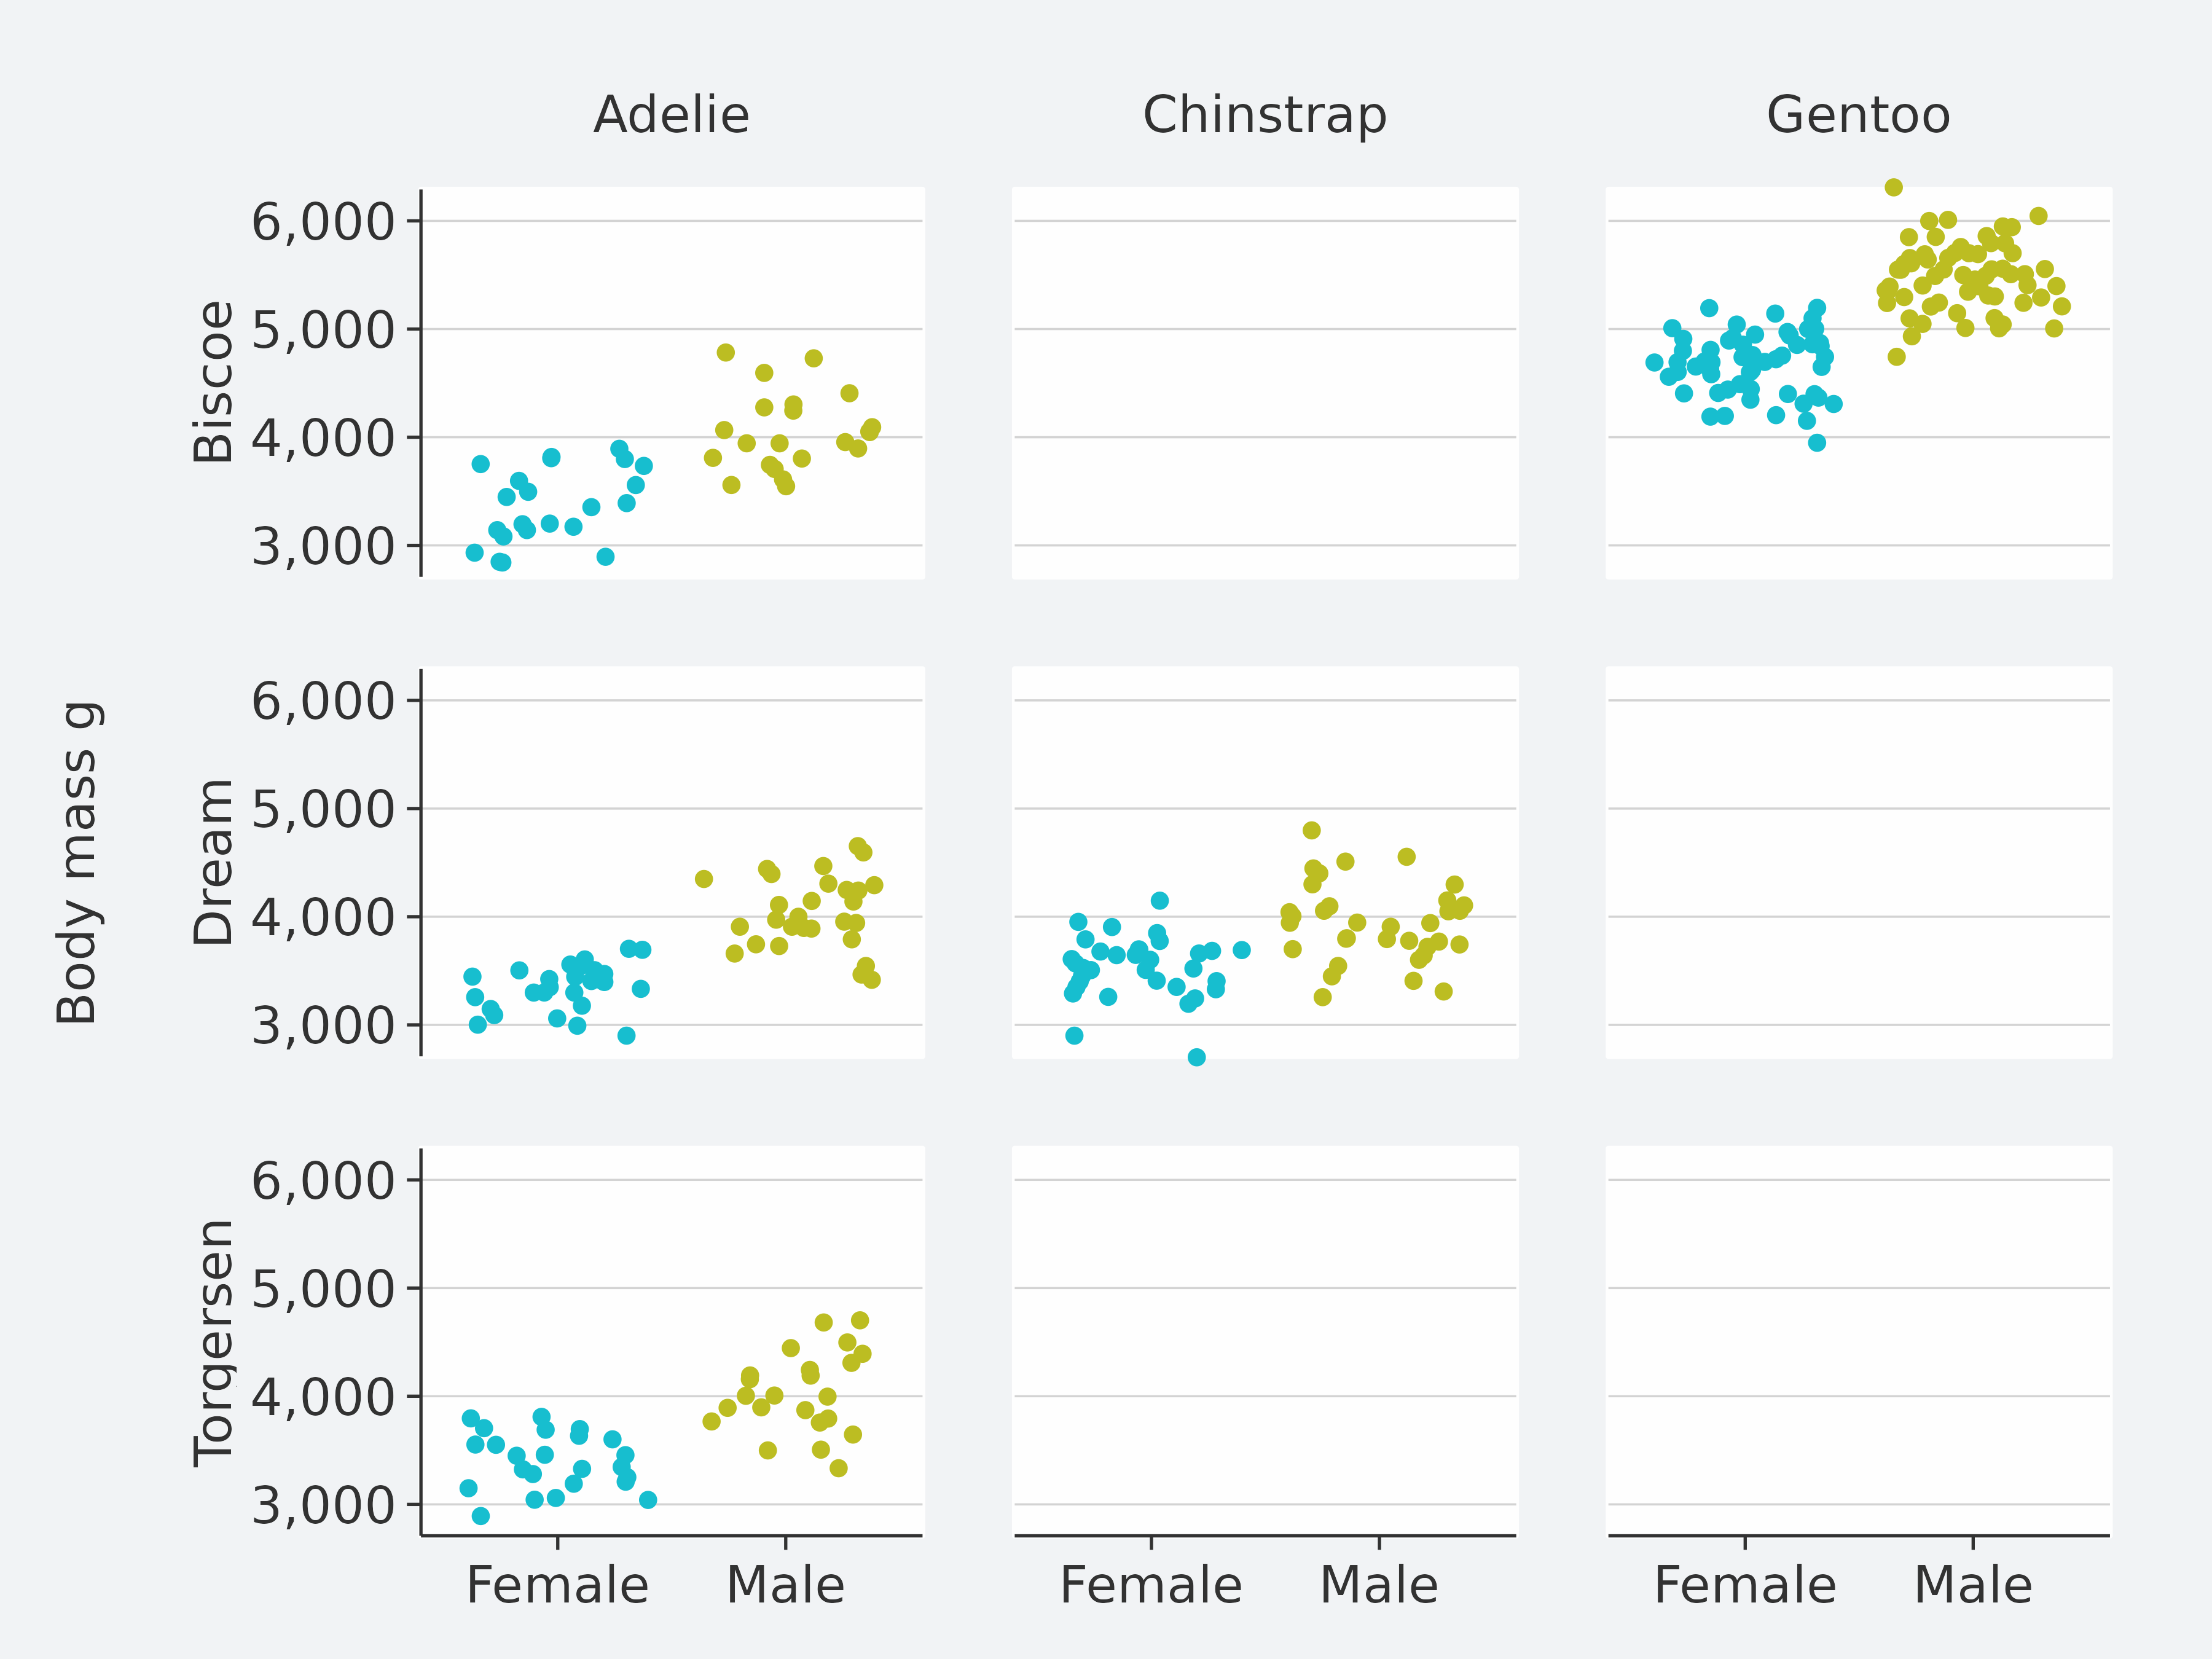 Adelie
Chinstrap
Gentoo
Body mass g
Biscoe
6,000
5,000
4,000
3,000
Dream
6,000
5,000
4,000
3,000
Torgersen
6,000
5,000
4,000
3,000
Female Male
Female Male
Female Male